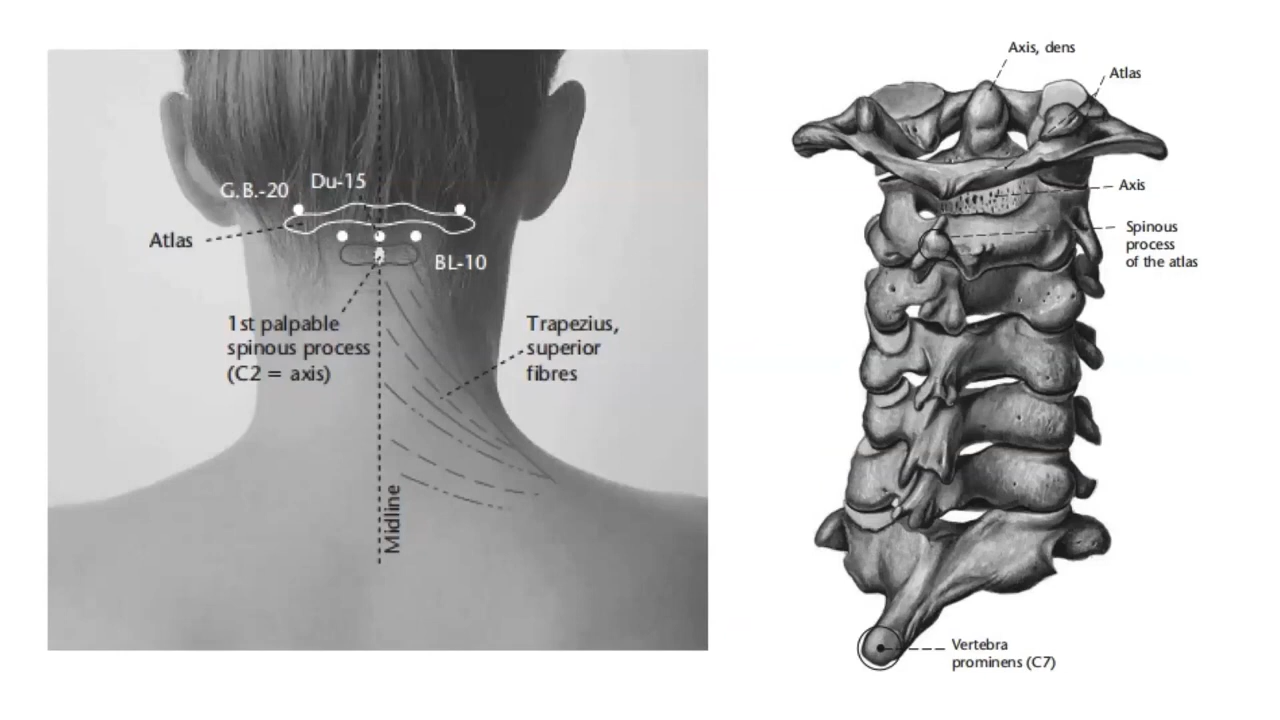 G.B.-20
Du-15
Atlas
BL-10
1st palpable
spinous process
(C2 = axis)
Trapezius,
superior
fibres
Midline
Axis, dens
Atlas
Axis
Spinous
process
of the atlas
Vertebra
prominens (C7)